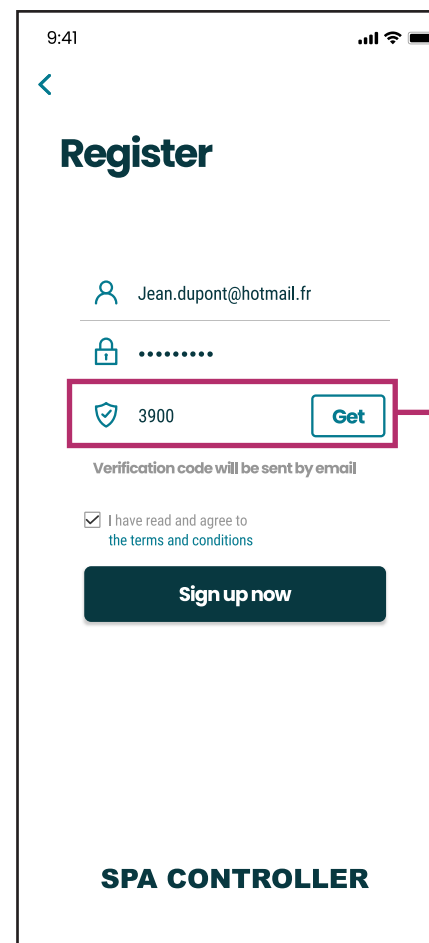 9:41
Register
Jean.dupont@hotmail.fr
•••••••••
3900
Get
Verification code will be sent by email
I have read and agree to
the terms and conditions
Sign up now
SPA CONTROLLER